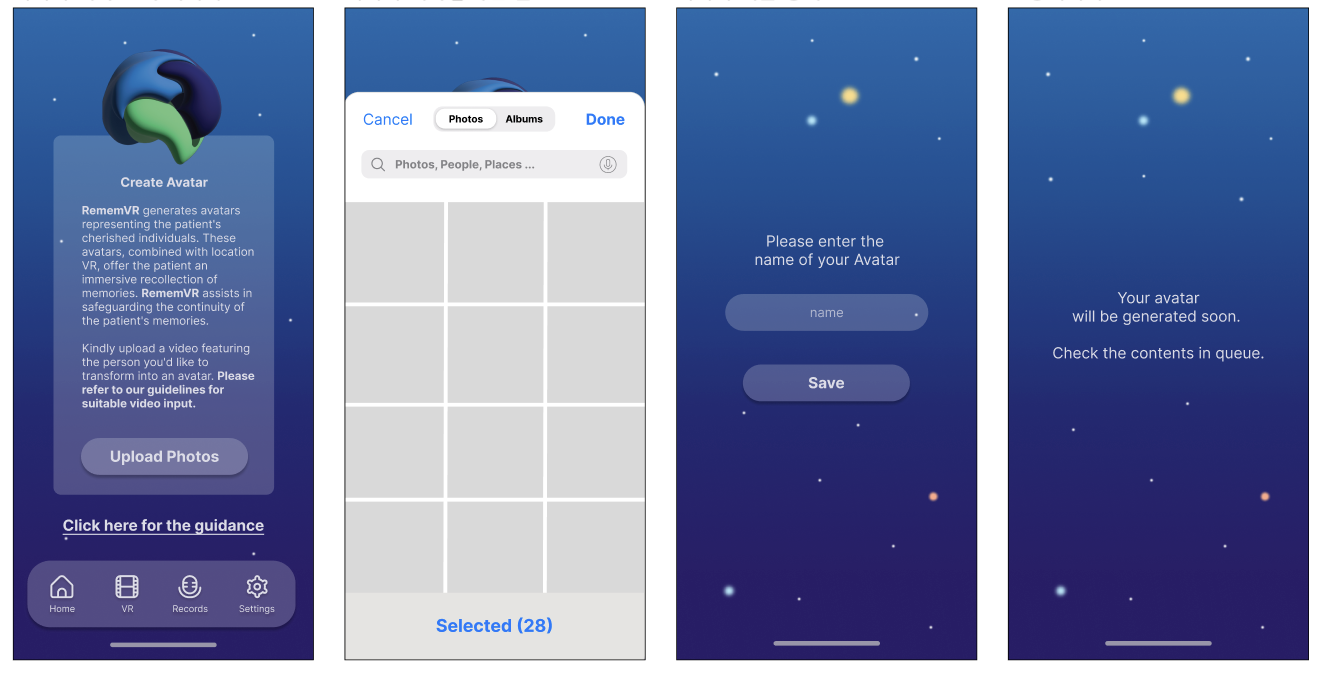 Create Avatar
RememVR generates avatars
representing the patient's
cherished individuals. These
avatars, combined with location
VR, offer the patient an
immersive recollection of
memories. RememVR assists in
safeguarding the continuity of
the patient's memories.
Kindly upload a video featuring
the person you'd like to
transform into an avatar. Please
refer to our guidelines for
suitable video input.
Upload Photos
Click here for the guidance
Home
VR
Records
Settings
Cancel
Photos
Albums
Done
Photos, People, Places ...
Selected (28)
Please enter the
name of your Avatar
name
Save
Your avatar
will be generated soon.
Check the contents in queue.